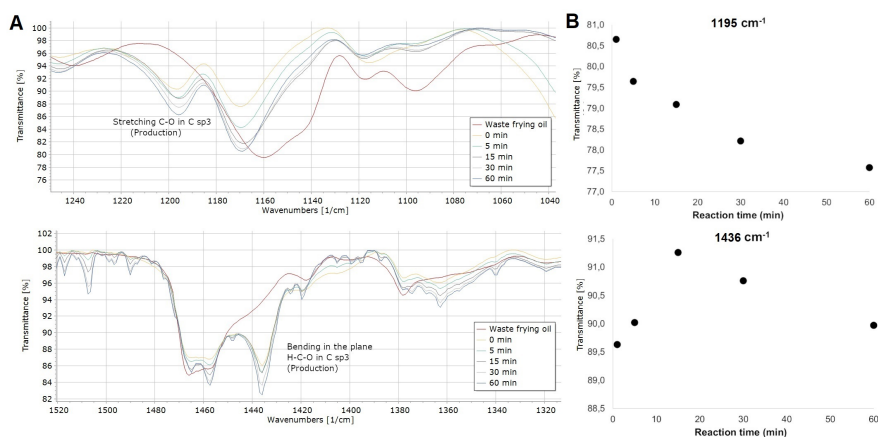 A
Transmittance [%]
100
98
96
94
92
90
88
86
84
82
80
78
76
Stretching C-O in C sp3
(Production)
Waste frying oil
0 min
5 min
15 min
30 min
60 min
1240
1220
1200
1180
1160
1140
1120
1100
1080
1060
1040
Wavenumbers [1/cm]
Transmittance [%]
102
100
98
96
94
92
90
88
86
84
82
Bending in the plane
H-C-O in C sp3
(Production)
Waste frying oil
0 min
5 min
15 min
30 min
60 min
1520
1500
1480
1460
1440
1420
1400
1380
1360
1340
1320
Wavenumbers [1/cm]
B
1195 cm-1
Transmittance [%]
81,0
80,5
80,0
79,5
79,0
78,5
78,0
77,5
77,0
0
10
20
30
40
50
60
Reaction time (min)
1436 cm-1
Transmittance [%]
91,5
91,0
90,5
90,0
89,5
89,0
88,5
0
10
20
30
40
50
60
Reaction time (min)